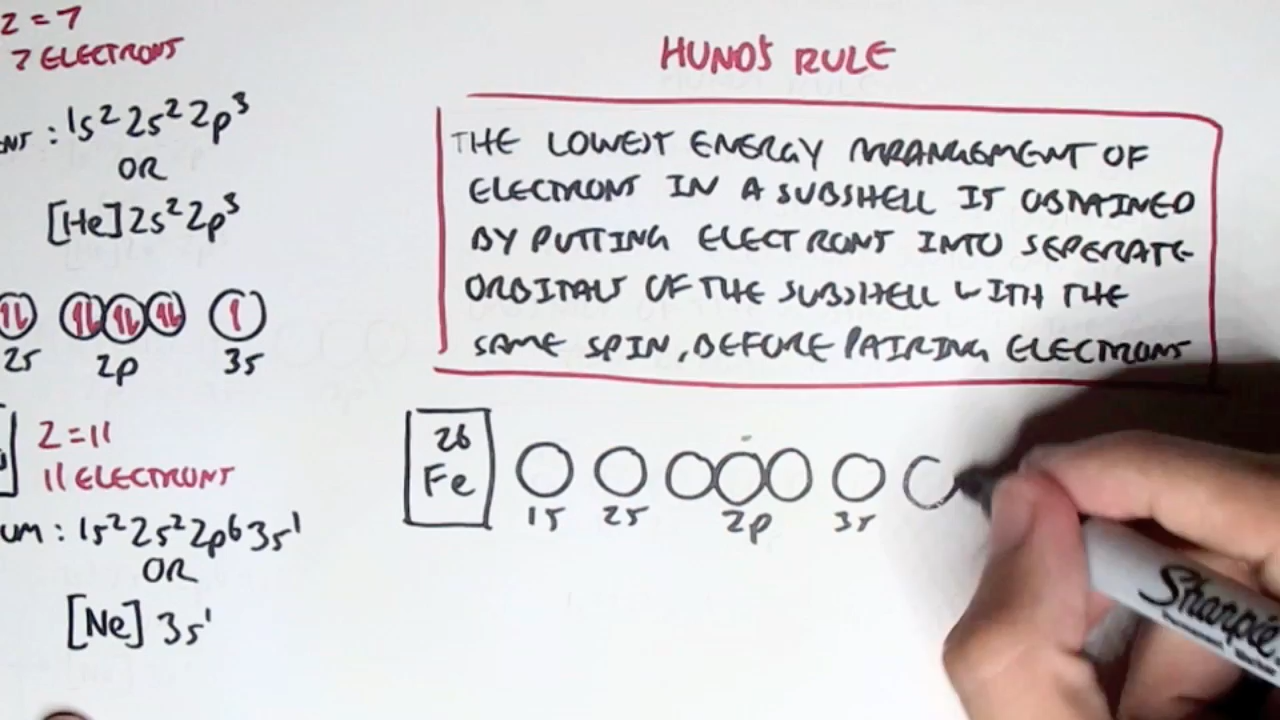 Z = 7
7 ELECTRONS
: 1s² 2s² 2p³
OR
[He] 2s² 2p³
2s 2p 3s
Z = 11
11 ELECTRONS
UM : 1s² 2s² 2p⁶ 3s¹
OR
[Ne] 3s¹
HUND'S RULE
THE LOWEST ENERGY ARRANGEMENT OF
ELECTRONS IN A SUBSHELL IS OBTAINED
BY PUTTING ELECTRONS INTO SEPERATE
ORBITALS OF THE SUBSHELL WITH THE
SAME SPIN, BEFORE PAIRING ELECTRONS
26
Fe
1s 2s 2p 3s
Sharpie